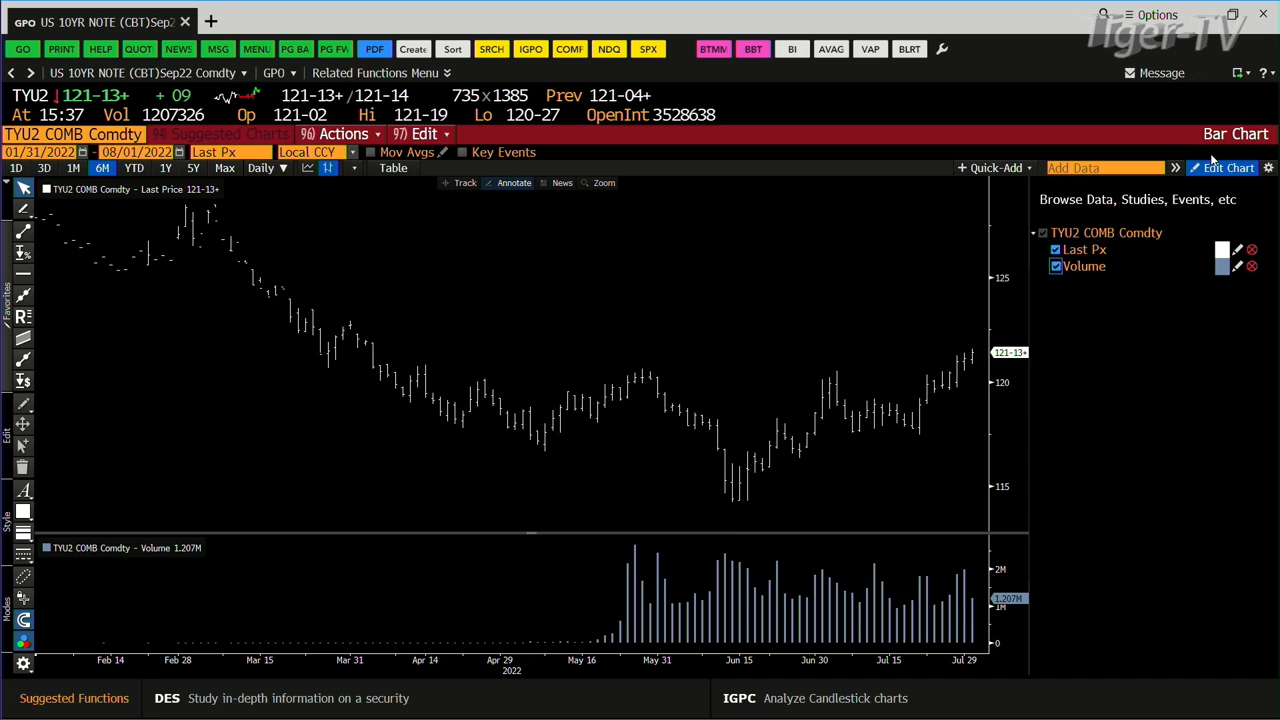 GPO US 10YR NOTE (CBT)Sep2
Options
Tiger-TV
GO PRINT HELP QUOT NEWS MSG MENU PG BA PG FW PDF Create Sort SRCH IGPO COMF NDQ SPX BTMM BBT BI AVAG VAP BLRT
US 10YR NOTE (CBT)Sep22 Comdty GPO Related Functions Menu Message ?
TYU2 121-13+ + 09 121-13+/121-14 735x1385 Prev 121-04+
At 15:37 Vol 1207326 Op 121-02 Hi 121-19 Lo 120-27 OpenInt 3528638
TYU2 COMB Comdty 94) Suggested Charts 96) Actions 97) Edit Bar Chart
01/31/2022 - 08/01/2022 Last Px Local CCY Mov Avgs Key Events
1D 3D 1M 6M YTD 1Y 5Y Max Daily Table + Quick-Add Add Data Edit Chart
Track Annotate News Zoom
TYU2 COMB Comdty - Last Price 121-13+
Browse Data, Studies, Events, etc
TYU2 COMB Comdty
Last Px
Volume
125
121-13+
120
115
Favorites
Edit
Style
Modes
TYU2 COMB Comdty - Volume 1.207M
2M
1.207M
1M
0
Feb 14 Feb 28 Mar 15 Mar 31 Apr 14 Apr 29 May 16 May 31 Jun 15 Jun 30 Jul 15 Jul 29
2022
Suggested Functions DES Study in-depth information on a security IGPC Analyze Candlestick charts